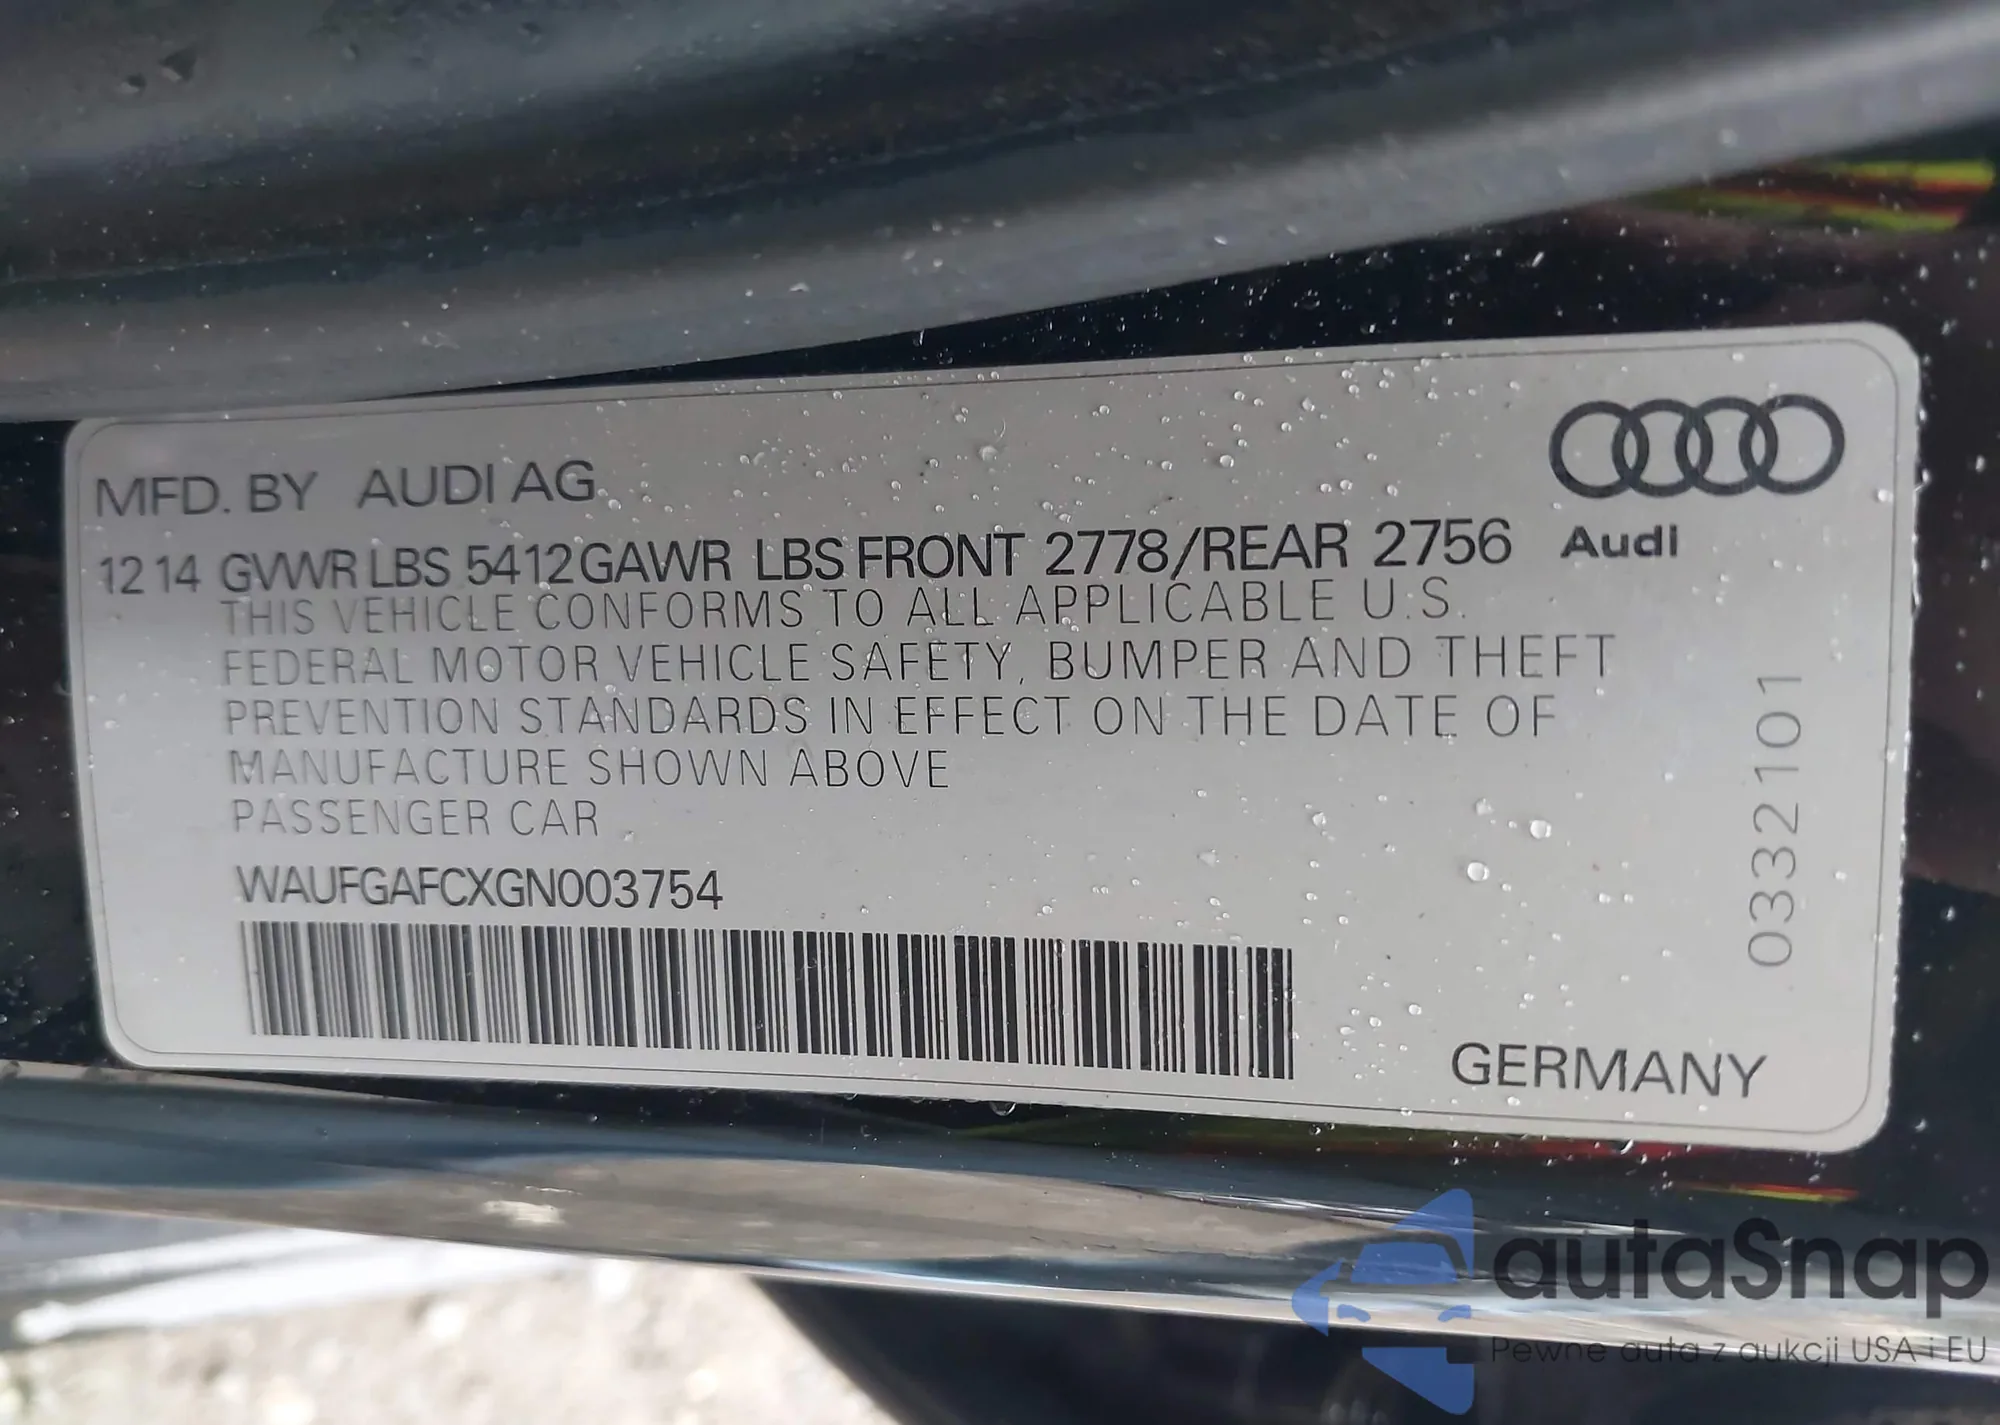 MFD. BY AUDI AG
12 14 GVWR LBS 5412 GAWR LBS FRONT 2778/REAR 2756
Audi
THIS VEHICLE CONFORMS TO ALL APPLICABLE U.S.
FEDERAL MOTOR VEHICLE SAFETY, BUMPER AND THEFT
PREVENTION STANDARDS IN EFFECT ON THE DATE OF
MANUFACTURE SHOWN ABOVE
PASSENGER CAR
WAUFGAFCXGN003754
0332101
GERMANY
autaSnap
Pewne auta z aukcji USA i EU